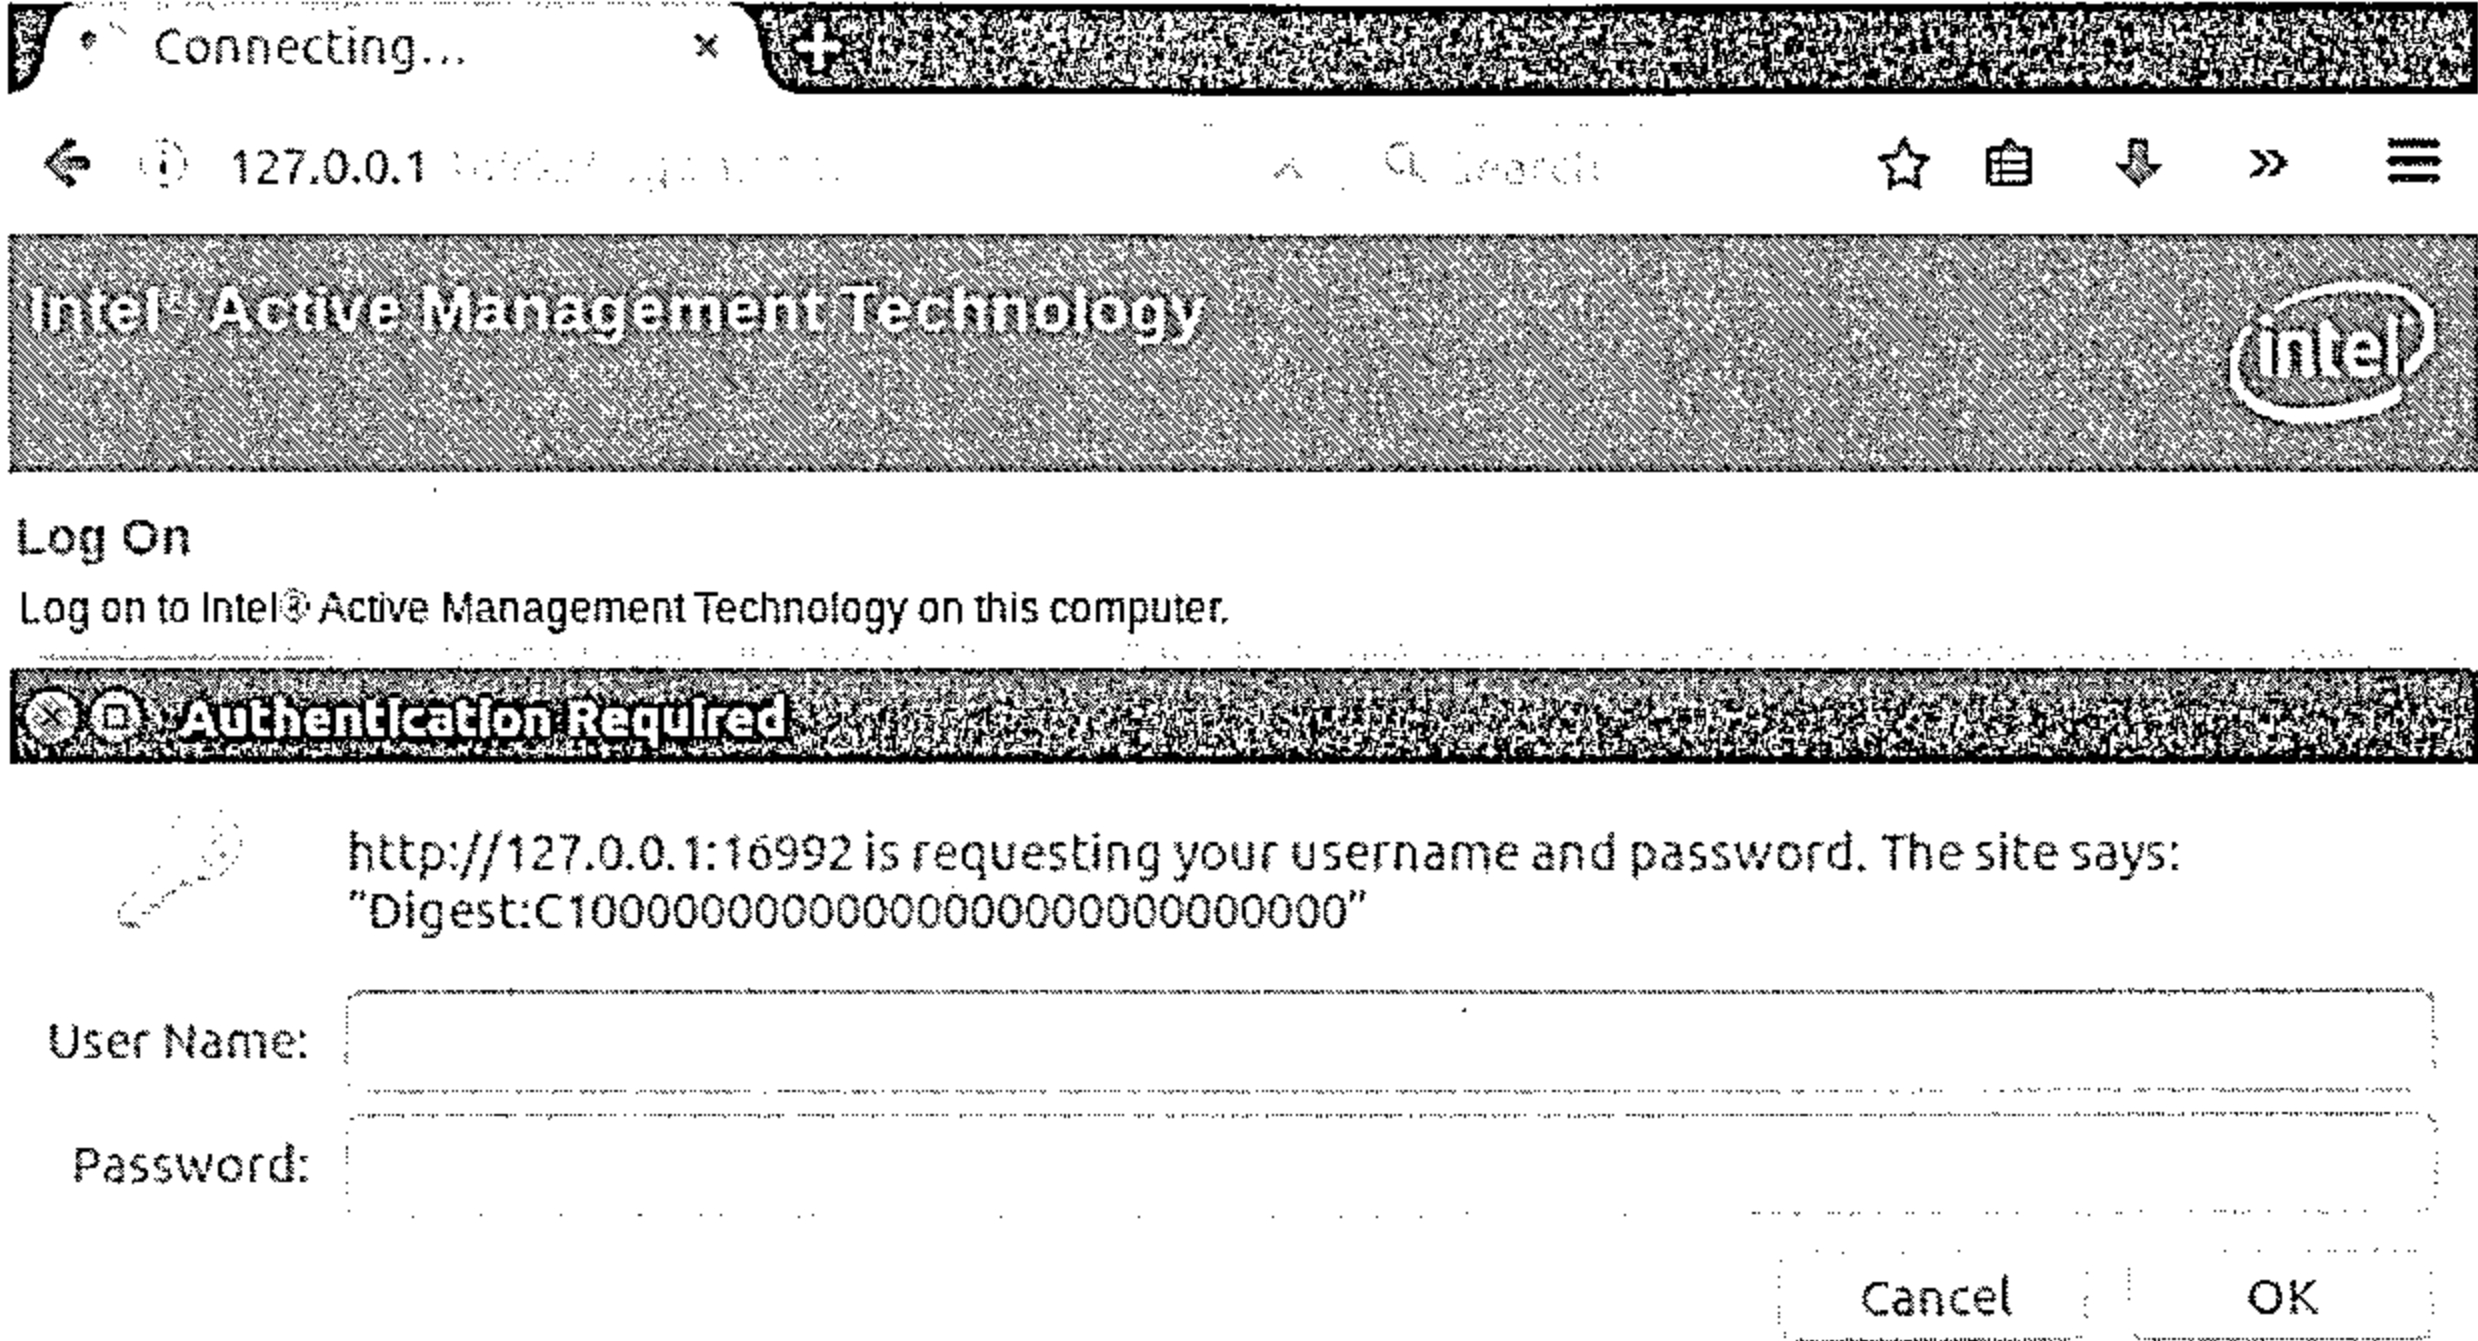 Connecting...
127.0.0.1
Search
Intel® Active Management Technology
intel
Log On
Log on to Intel® Active Management Technology on this computer.
Authentication Required
http://127.0.0.1:16992 is requesting your username and password. The site says:
"Digest:C1000000000000000000000000000000"
User Name:
Password:
Cancel OK